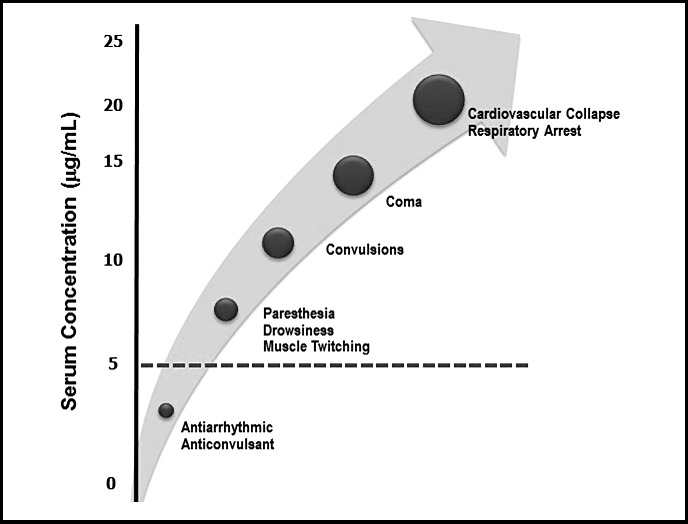 Serum Concentration (µg/mL)
25
20
15
10
5
0
Cardiovascular Collapse
Respiratory Arrest
Coma
Convulsions
Paresthesia
Drowsiness
Muscle Twitching
Antiarrhythmic
Anticonvulsant